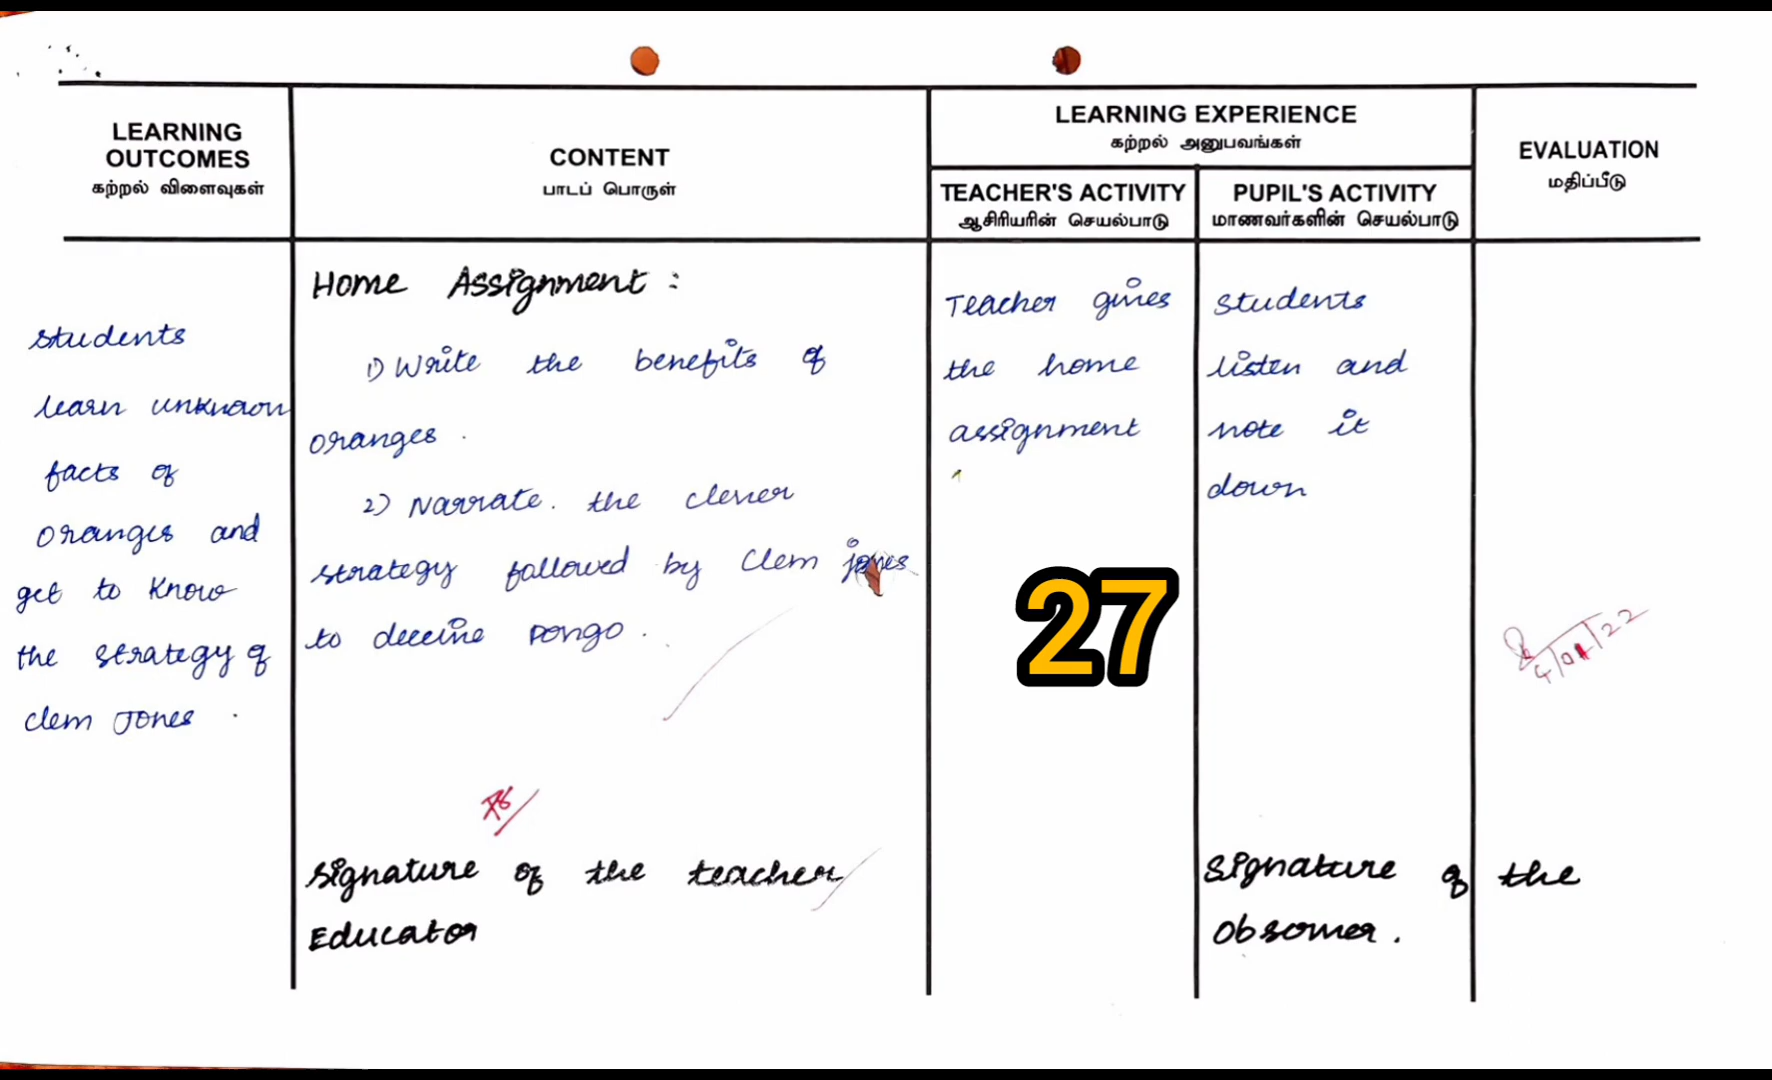 LEARNING
OUTCOMES
கற்றல் விளைவுகள்
CONTENT
பாடப் பொருள்
LEARNING EXPERIENCE
கற்றல் அனுபவங்கள்
TEACHER'S ACTIVITY
ஆசிரியரின் செயல்பாடு
PUPIL'S ACTIVITY
மாணவர்களின் செயல்பாடு
EVALUATION
மதிப்பீடு
students
learn unknown
facts of
oranges and
get to know
the strategy of
clem Jones .
Home Assignment :
1) Write the benefits of
oranges .
2) Narrate . the clever
strategy followed by Clem jones
to deceive Pongo .
Signature of the teacher
Educator
Teacher gives
the home
assignment
students
listen and
note it
down
27
4/01/22
Signature of the
Observer .